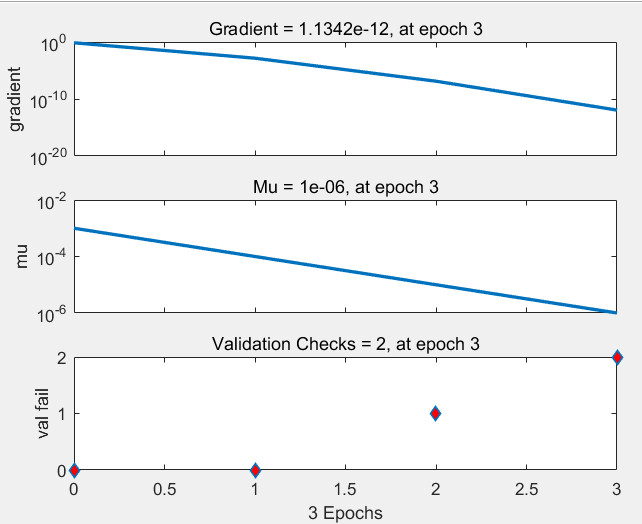 Gradient = 1.1342e-12, at epoch 3
10^0
10^-10
10^-20
gradient
Mu = 1e-06, at epoch 3
10^-2
10^-4
10^-6
mu
Validation Checks = 2, at epoch 3
2
1
0
val fail
0 0.5 1 1.5 2 2.5 3
3 Epochs